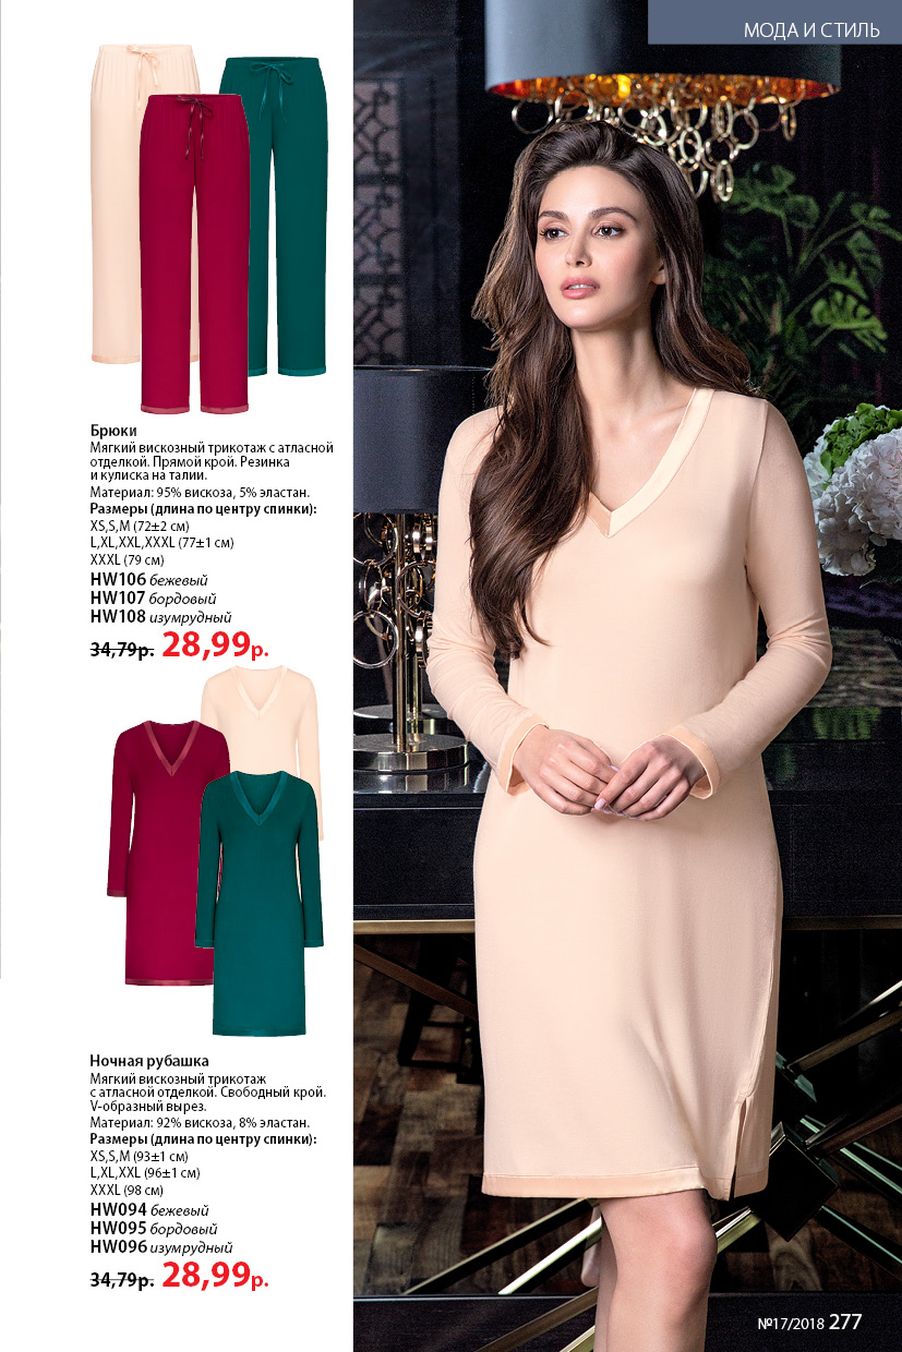 МОДА И СТИЛЬ
Брюки
Мягкий вискозный трикотаж с атласной
отделкой. Прямой крой. Резинка
и кулиска на талии.
Материал: 95% вискоза, 5% эластан.
Размеры (длина по центру спинки):
XS,S,M (72±2 см)
L,XL,XXL,XXXL (77±1 см)
XXXL (79 см)
HW106 бежевый
HW107 бордовый
HW108 изумрудный
34,79р. 28,99р.
Ночная рубашка
Мягкий вискозный трикотаж
с атласной отделкой. Свободный крой.
V-образный вырез.
Материал: 92% вискоза, 8% эластан.
Размеры (длина по центру спинки):
XS,S,M (93±1 см)
L,XL,XXL (96±1 см)
XXXL (98 см)
HW094 бежевый
HW095 бордовый
HW096 изумрудный
34,79р. 28,99р.
№17/2018 277